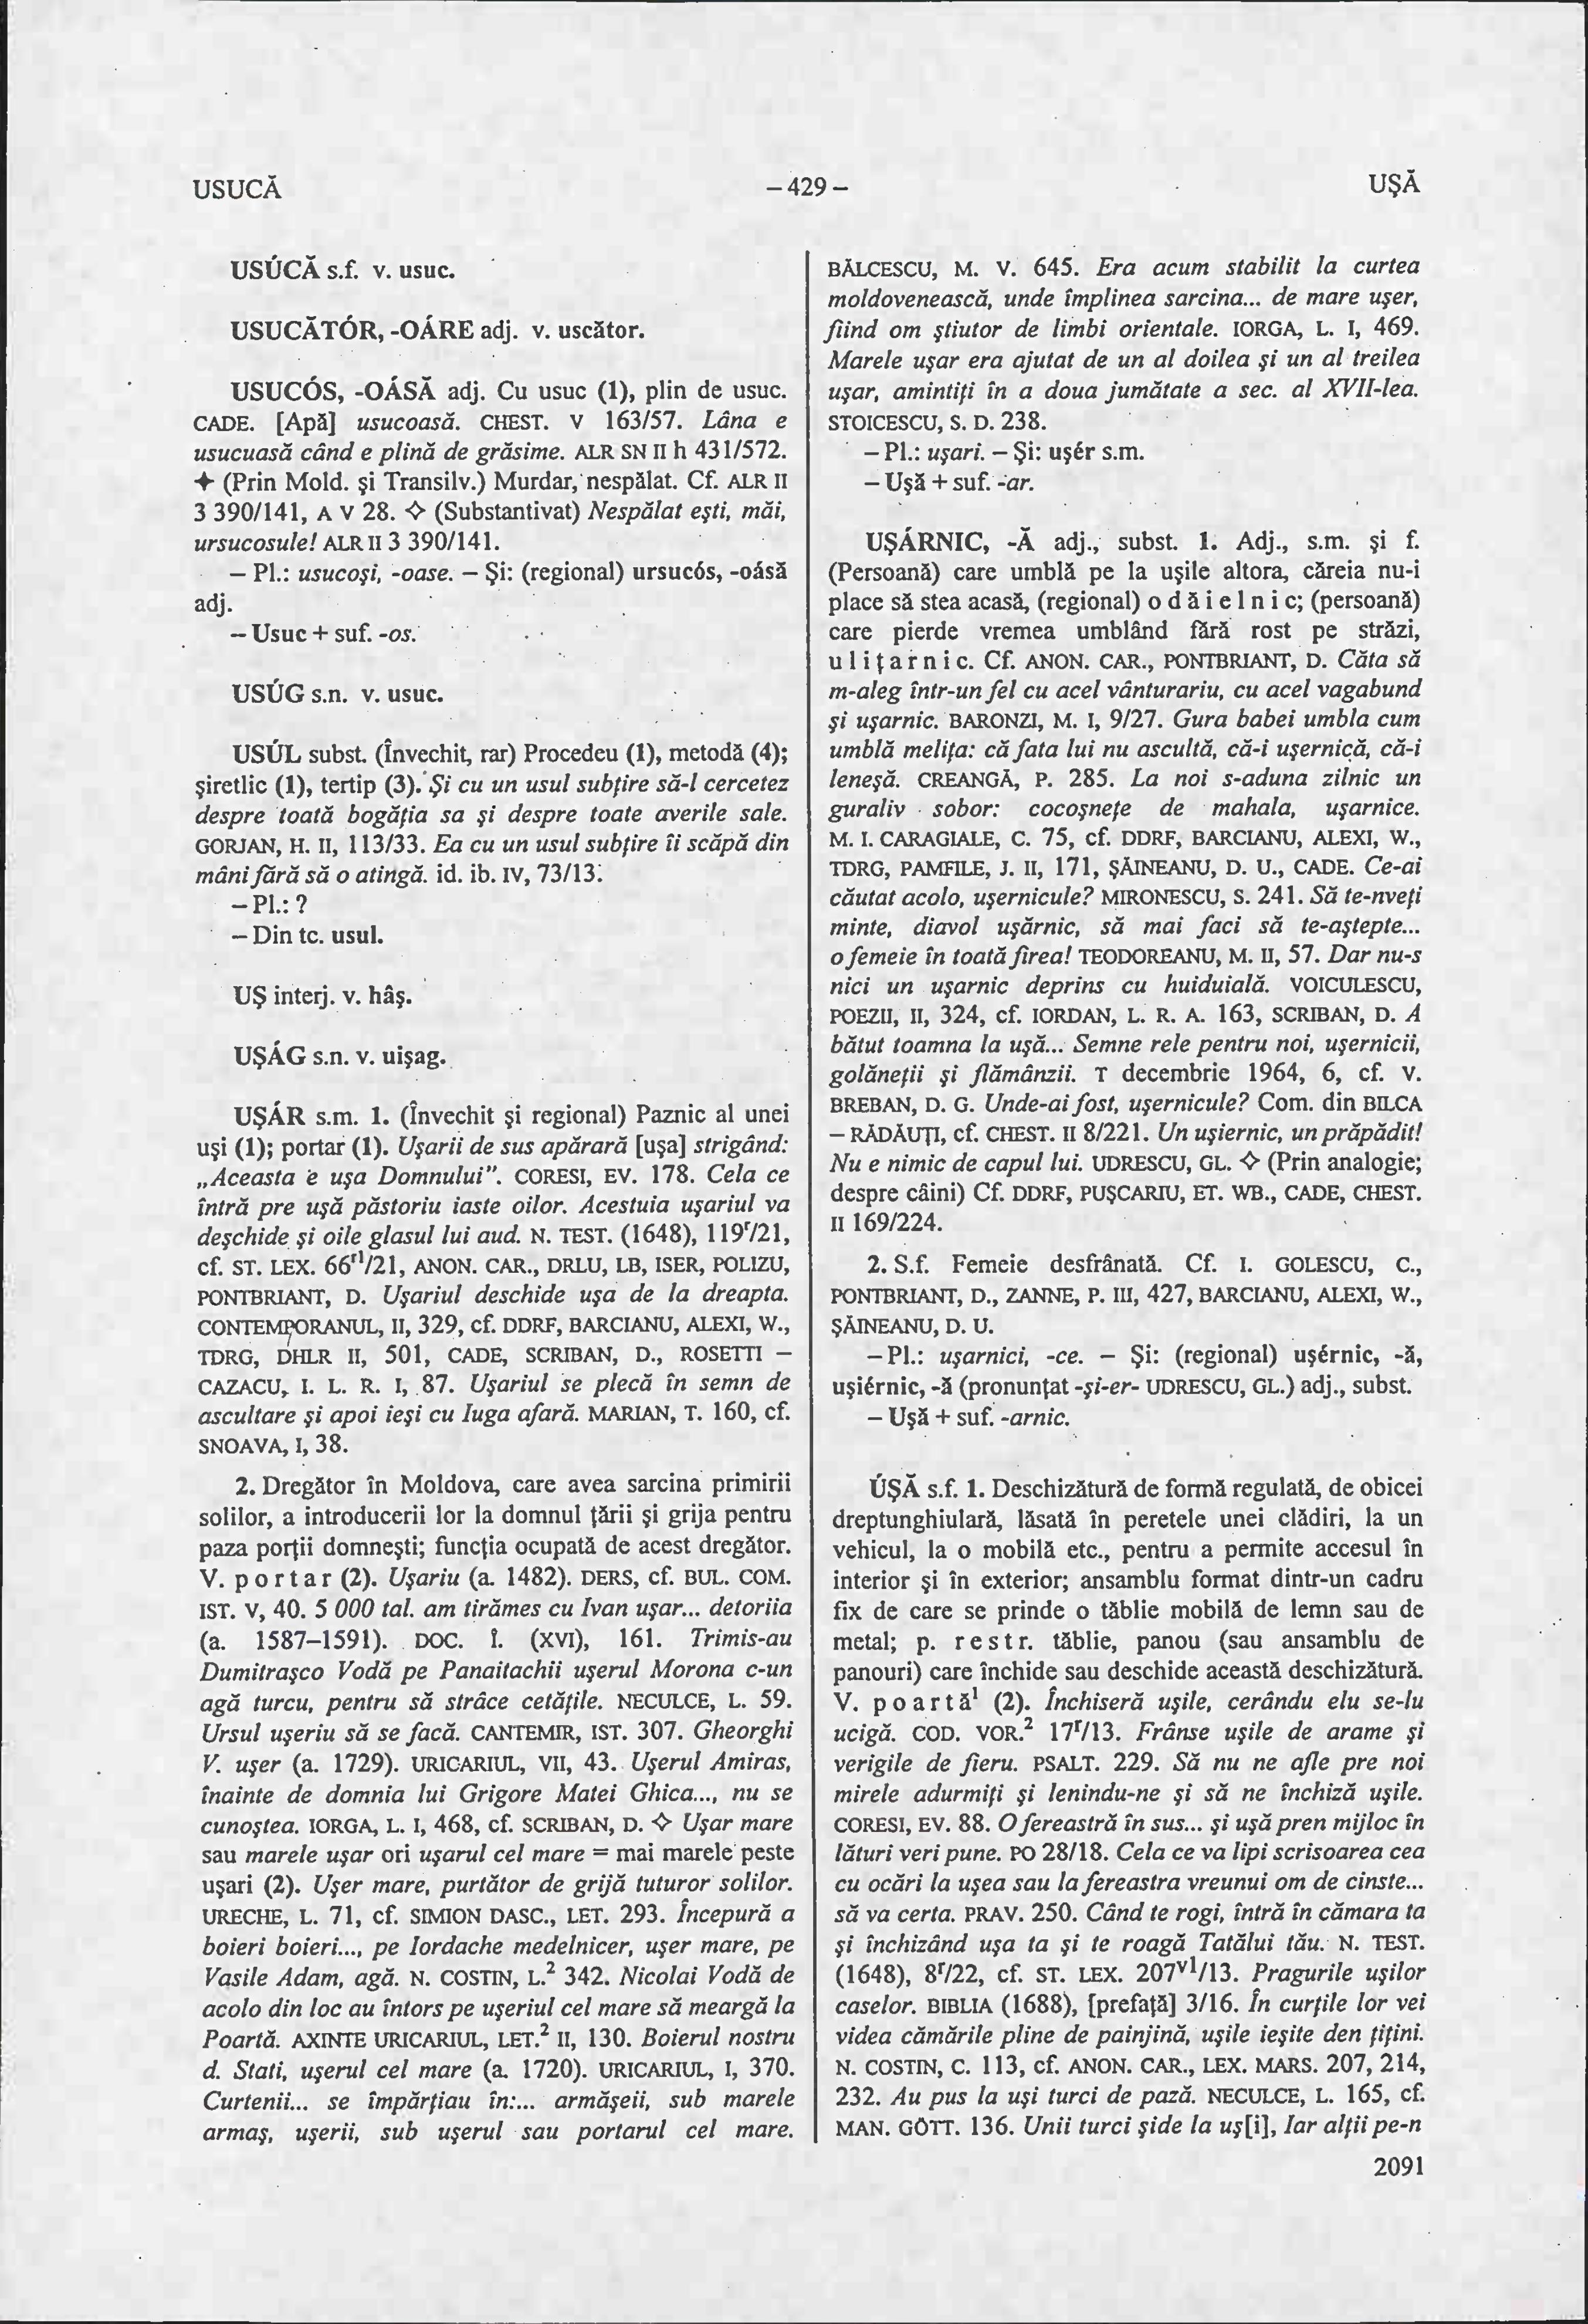 USUCĂ
– 429 –
UŞĂ
USÚCĂ s.f. v. usuc.
USUCĂTÓR, -OÁRE adj. v. uscător.
USUCÓS, -OÁSĂ adj. Cu usuc (1), plin de usuc.
CADE. [Apă] usucoasă. CHEST. V 163/57. Lâna e
usucuasă când e plină de grăsime. ALR SN II h 431/572.
✦ (Prin Mold. şi Transilv.) Murdar, nespălat. Cf. ALR II
3 390/141, A V 28. ◇ (Substantivat) Nespălat eşti, măi,
ursucosule! ALR II 3 390/141.
– Pl.: usucoşi, -oase. – Şi: (regional) ursucós, -oásă
adj.
– Usuc + suf. -os.
USÚG s.n. v. usuc.
USÚL subst. (Învechit, rar) Procedeu (1), metodă (4);
şiretlic (1), tertip (3). Şi cu un usul subţire să-l cercetez
despre toată bogăţia sa şi despre toate averile sale.
GORJAN, H. II, 113/33. Ea cu un usul subţire îi scăpă din
mâni fără să o atingă. id. ib. IV, 73/13.
– Pl.: ?
– Din tc. usul.
UŞ interj. v. hâş.
UŞÁG s.n. v. uişag.
UŞÁR s.m. 1. (Învechit şi regional) Paznic al unei
uşi (1); portar (1). Uşarii de sus apărară [uşa] strigând:
„Aceasta e uşa Domnului”. CORESI, EV. 178. Cela ce
întră pre uşă păstoriu iaste oilor. Acestuia uşariul va
deşchide şi oile glasul lui aud. N. TEST. (1648), 119ʳ/21,
cf. ST. LEX. 66ʳ¹/21, ANON. CAR., DRLU, LB, ISER, POLIZU,
PONTBRIANT, D. Uşariul deschide uşa de la dreapta.
CONTEMPORANUL, II, 329, cf. DDRF, BARCIANU, ALEXI, W.,
TDRG, DHLR II, 501, CADE, SCRIBAN, D., ROSETTI –
CAZACU, I. L. R. I, 87. Uşariul se plecă în semn de
ascultare şi apoi ieşi cu Iuga afară. MARIAN, T. 160, cf.
SNOAVA, I, 38.
2. Dregător în Moldova, care avea sarcina primirii
solilor, a introducerii lor la domnul ţării şi grija pentru
paza porţii domneşti; funcţia ocupată de acest dregător.
V. p o r t a r (2). Uşariu (a. 1482). DERS, cf. BUL. COM.
IST. V, 40. 5 000 tal. am tirămes cu Ivan uşar... detoriia
(a. 1587–1591). DOC. Î. (XVI), 161. Trimis-au
Dumitraşco Vodă pe Panaitachii uşerul Morona c-un
agă turcu, pentru să strâce cetăţile. NECULCE, L. 59.
Ursul uşeriu să se facă. CANTEMIR, IST. 307. Gheorghi
V. uşer (a. 1729). URICARIUL, VII, 43. Uşerul Amiras,
înainte de domnia lui Grigore Matei Ghica..., nu se
cunoştea. IORGA, L. I, 468, cf. SCRIBAN, D. ◇ Uşar mare
sau marele uşar ori uşarul cel mare = mai marele peste
uşari (2). Uşer mare, purtător de grijă tuturor solilor.
URECHE, L. 71, cf. SIMION DASC., LET. 293. Începură a
boieri boieri..., pe Iordache medelnicer, uşer mare, pe
Vasile Adam, agă. N. COSTIN, L.² 342. Nicolai Vodă de
acolo din loc au întors pe uşeriul cel mare să meargă la
Poartă. AXINTE URICARIUL, LET.² II, 130. Boierul nostru
d. Stati, uşerul cel mare (a. 1720). URICARIUL, I, 370.
Curtenii... se împărţiau în:... armăşeii, sub marele
armaş, uşerii, sub uşerul sau portarul cel mare.
BĂLCESCU, M. V. 645. Era acum stabilit la curtea
moldovenească, unde împlinea sarcina... de mare uşer,
fiind om ştiutor de limbi orientale. IORGA, L. I, 469.
Marele uşar era ajutat de un al doilea şi un al treilea
uşar, amintiţi în a doua jumătate a sec. al XVII-lea.
STOICESCU, S. D. 238.
– Pl.: uşari. – Şi: uşér s.m.
– Uşă + suf. -ar.
UŞÁRNIC, -Ă adj., subst. 1. Adj., s.m. şi f.
(Persoană) care umblă pe la uşile altora, căreia nu-i
place să stea acasă, (regional) o d ă i e l n i c; (persoană)
care pierde vremea umblând fără rost pe străzi,
u l i ţ a r n i c. Cf. ANON. CAR., PONTBRIANT, D. Căta să
m-aleg într-un fel cu acel vânturariu, cu acel vagabund
şi uşarnic. BARONZI, M. I, 9/27. Gura babei umbla cum
umblă meliţa: că fata lui nu ascultă, că-i uşernică, că-i
leneşă. CREANGĂ, P. 285. La noi s-aduna zilnic un
guraliv sobor: cocoşneţe de mahala, uşarnice.
M. I. CARAGIALE, C. 75, cf. DDRF, BARCIANU, ALEXI, W.,
TDRG, PAMFILE, J. II, 171, ŞĂINEANU, D. U., CADE. Ce-ai
căutat acolo, uşernicule? MIRONESCU, S. 241. Să te-nveţi
minte, diavol uşărnic, să mai faci să te-aştepte...
o femeie în toată firea! TEODOREANU, M. II, 57. Dar nu-s
nici un uşarnic deprins cu huiduială. VOICULESCU,
POEZII, II, 324, cf. IORDAN, L. R. A. 163, SCRIBAN, D. A
bătut toamna la uşă... Semne rele pentru noi, uşernicii,
golăneţii şi flămânzii. T decembrie 1964, 6, cf. V.
BREBAN, D. G. Unde-ai fost, uşernicule? Com. din BILCA
– RĂDĂUŢI, cf. CHEST. II 8/221. Un uşiernic, un prăpădit!
Nu e nimic de capul lui. UDRESCU, GL. ◇ (Prin analogie;
despre câini) Cf. DDRF, PUŞCARIU, ET. WB., CADE, CHEST.
II 169/224.
2. S.f. Femeie desfrânată. Cf. I. GOLESCU, C.,
PONTBRIANT, D., ZANNE, P. III, 427, BARCIANU, ALEXI, W.,
ŞĂINEANU, D. U.
– Pl.: uşarnici, -ce. – Şi: (regional) uşérnic, -ă,
uşiérnic, -ă (pronunţat -şi-er- UDRESCU, GL.) adj., subst.
– Uşă + suf. -arnic.
ÚŞĂ s.f. 1. Deschizătură de formă regulată, de obicei
dreptunghiulară, lăsată în peretele unei clădiri, la un
vehicul, la o mobilă etc., pentru a permite accesul în
interior şi în exterior; ansamblu format dintr-un cadru
fix de care se prinde o tăblie mobilă de lemn sau de
metal; p. r e s t r. tăblie, panou (sau ansamblu de
panouri) care închide sau deschide această deschizătură.
V. p o a r t ă¹ (2). Închiseră uşile, cerându elu se-lu
ucigă. COD. VOR.² 17ʳ/13. Frânse uşile de arame şi
verigile de fieru. PSALT. 229. Să nu ne afle pre noi
mirele adurmiţi şi lenindu-ne şi să ne închiză uşile.
CORESI, EV. 88. O fereastră în sus... şi uşă pren mijloc în
lături veri pune. PO 28/18. Cela ce va lipi scrisoarea cea
cu ocări la uşea sau la fereastra vreunui om de cinste...
să va certa. PRAV. 250. Când te rogi, întră în cămara ta
şi închizând uşa ta şi te roagă Tatălui tău. N. TEST.
(1648), 8ʳ/22, cf. ST. LEX. 207ᵛ¹/13. Pragurile uşilor
caselor. BIBLIA (1688), [prefaţă] 3/16. În curţile lor vei
videa cămările pline de painjină, uşile ieşite den ţiţini.
N. COSTIN, C. 113, cf. ANON. CAR., LEX. MARS. 207, 214,
232. Au pus la uşi turci de pază. NECULCE, L. 165, cf.
MAN. GÖTT. 136. Unii turci şide la uş[i], Iar alţii pe-n
2091